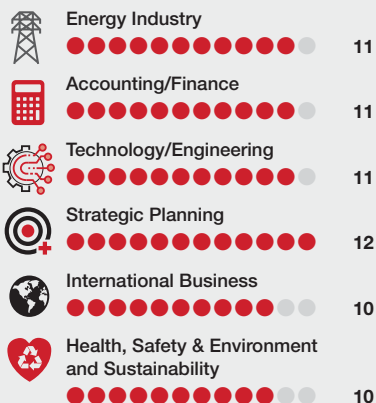 Energy Industry
11
Accounting/Finance
11
Technology/Engineering
11
Strategic Planning
12
International Business
10
Health, Safety & Environment
and Sustainability
10